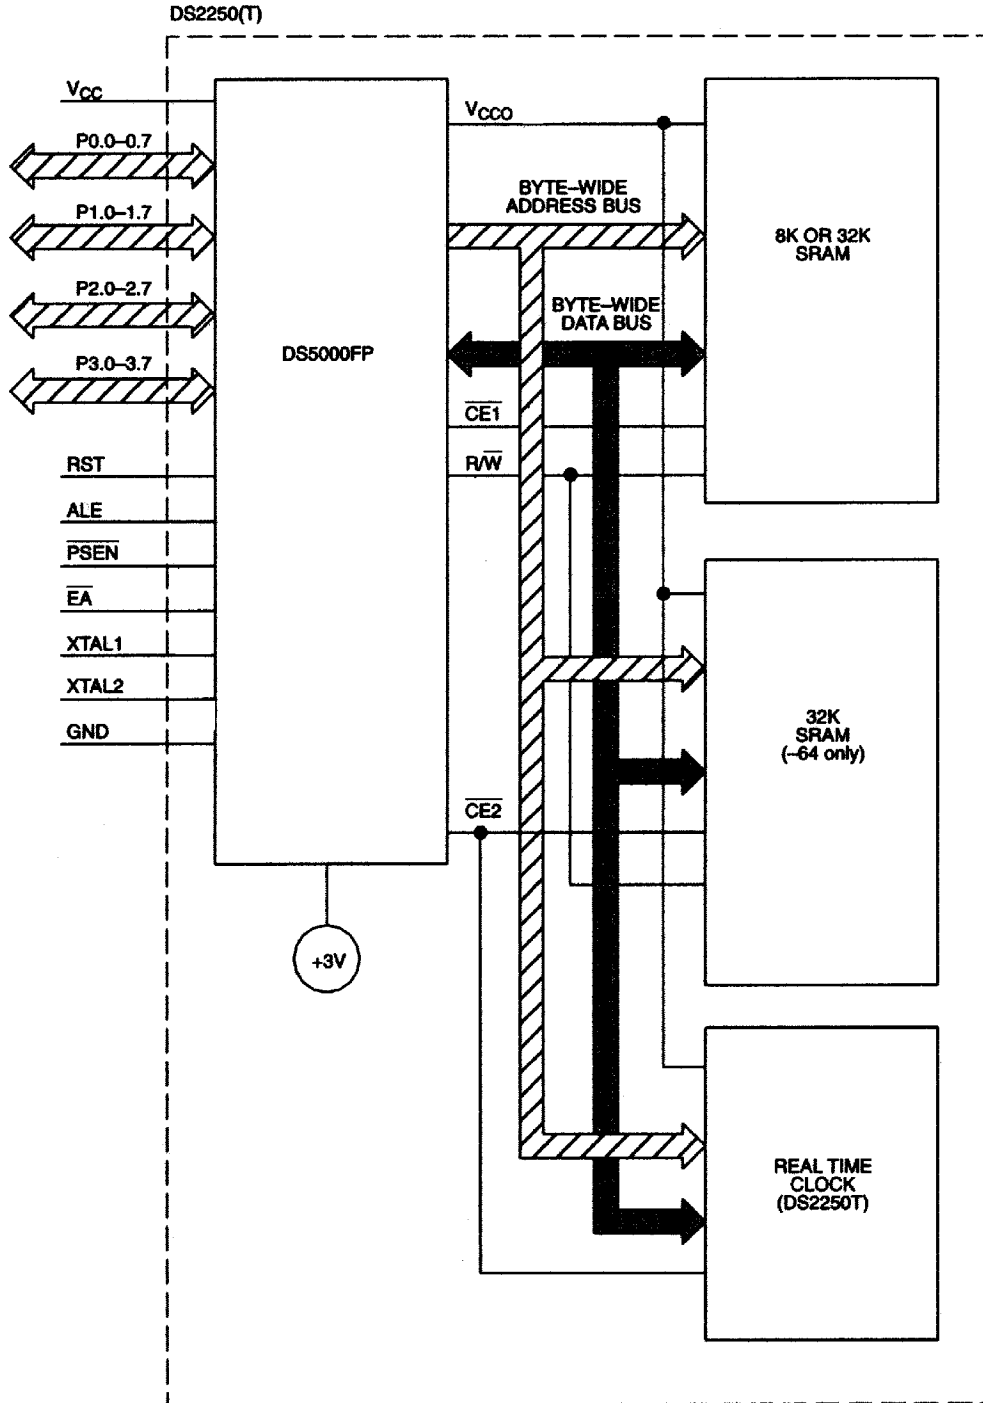 DS2250(T)
VCC
P0.0–0.7
P1.0–1.7
P2.0–2.7
P3.0–3.7
RST
ALE
PSEN
EA
XTAL1
XTAL2
GND
DS5000FP
+3V
VCCO
BYTE–WIDE
ADDRESS BUS
BYTE–WIDE
DATA BUS
CE1
R/W
CE2
8K OR 32K
SRAM
32K
SRAM
(–64 only)
REAL TIME
CLOCK
(DS2250T)